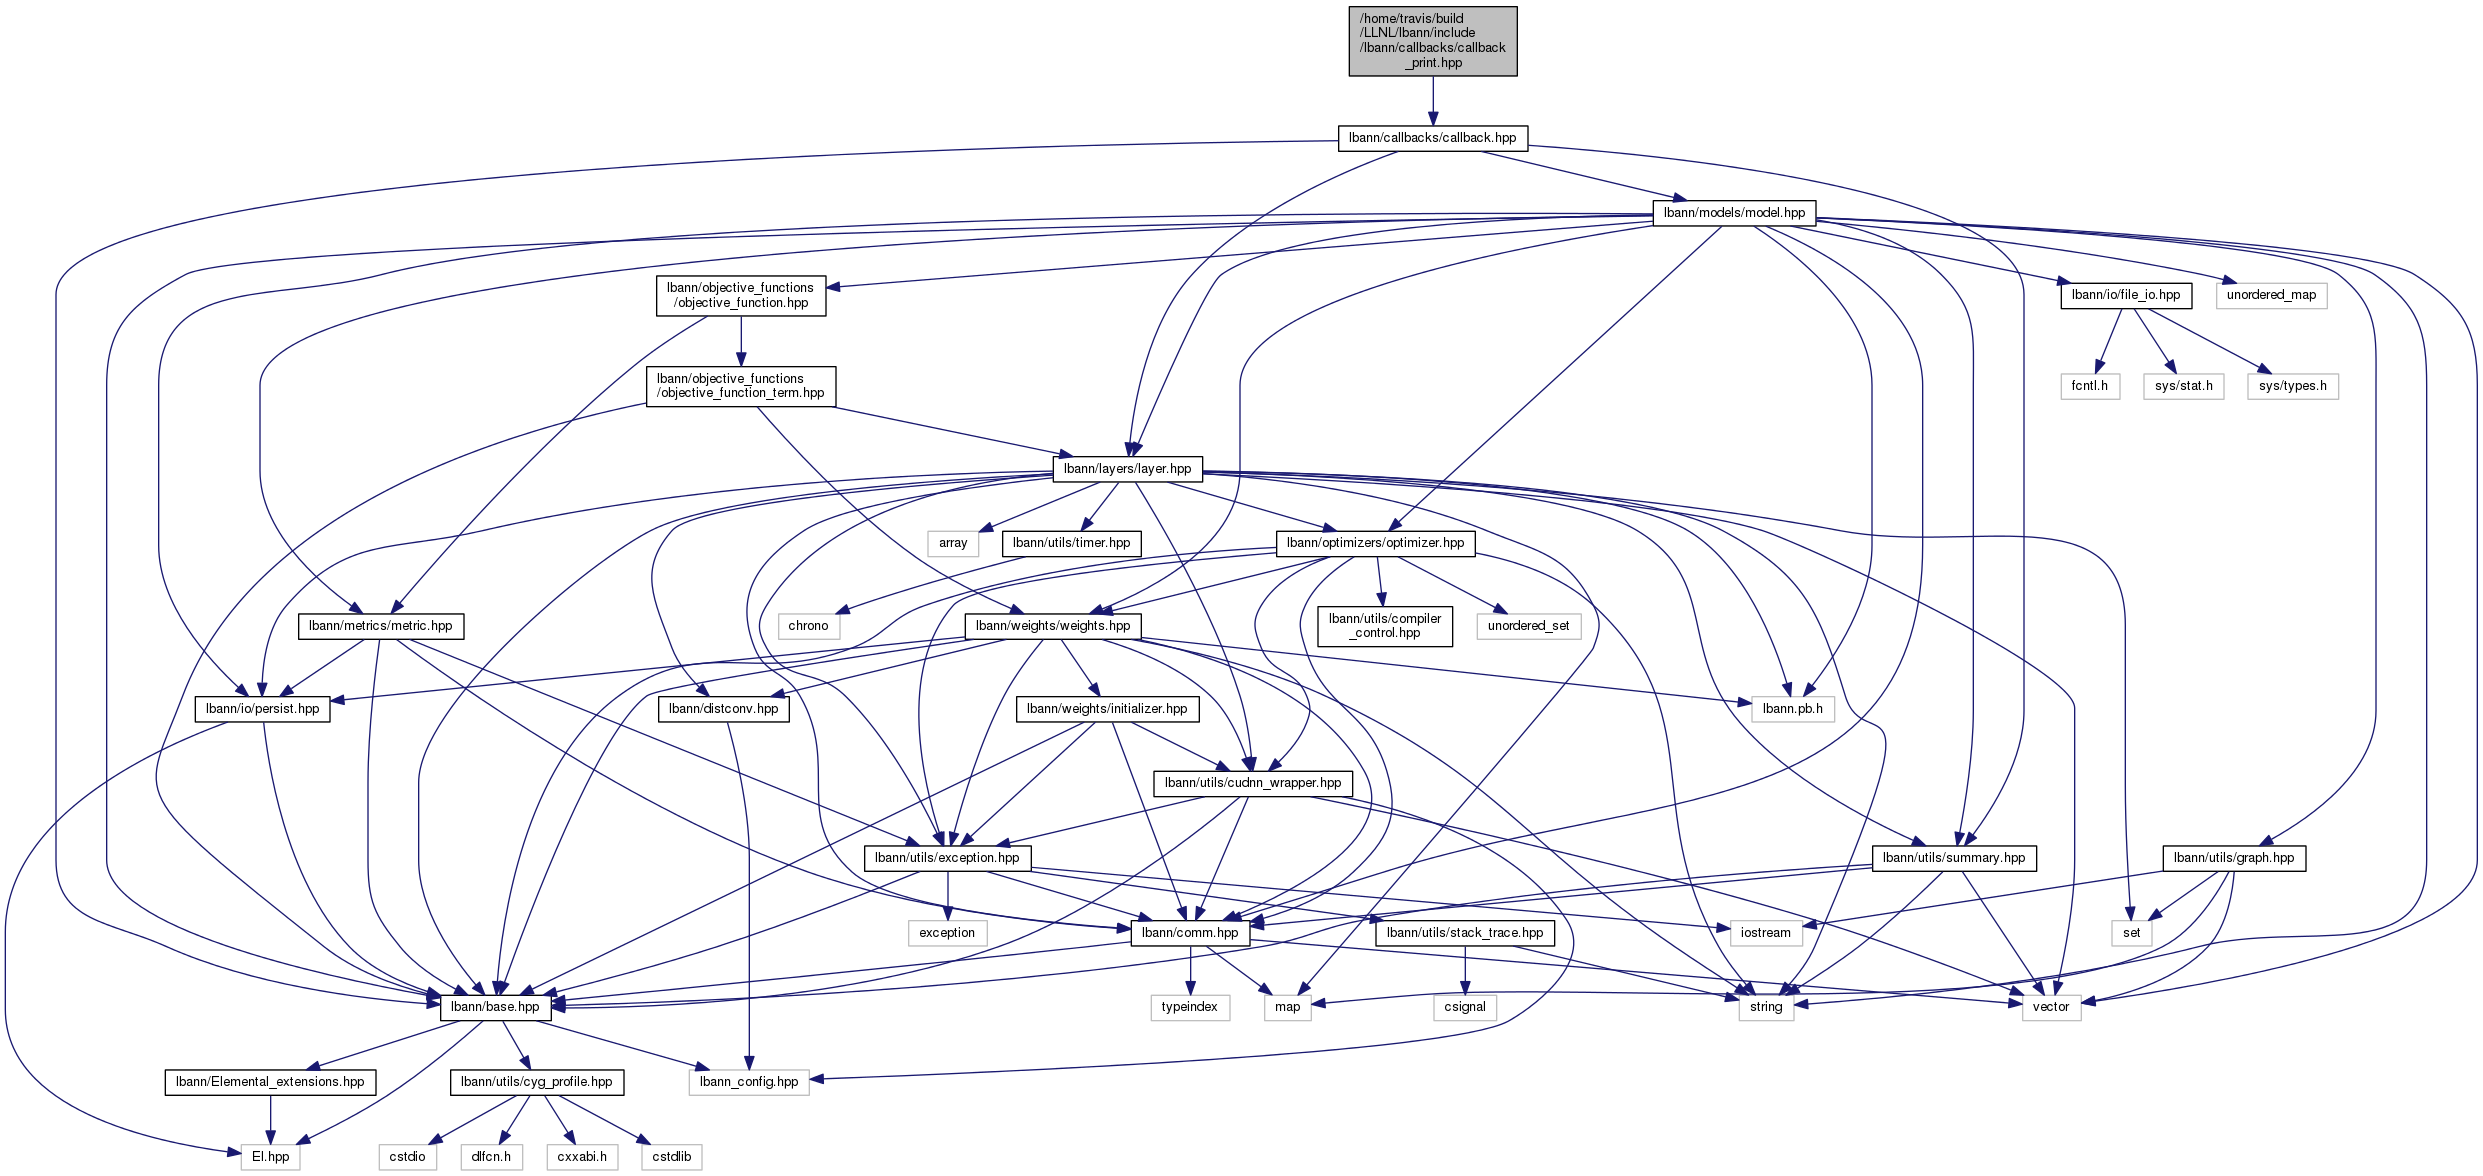 /home/travis/build
/LLNL/lbann/include
/lbann/callbacks/callback
_print.hpp
lbann/callbacks/callback.hpp
lbann/models/model.hpp
lbann/objective_functions
/objective_function.hpp
lbann/io/file_io.hpp
unordered_map
lbann/objective_functions
/objective_function_term.hpp
fcntl.h
sys/stat.h
sys/types.h
lbann/layers/layer.hpp
array
lbann/utils/timer.hpp
lbann/optimizers/optimizer.hpp
lbann/metrics/metric.hpp
chrono
lbann/weights/weights.hpp
lbann/utils/compiler
_control.hpp
unordered_set
lbann/io/persist.hpp
lbann/distconv.hpp
lbann/weights/initializer.hpp
lbann.pb.h
lbann/utils/cudnn_wrapper.hpp
lbann/utils/exception.hpp
lbann/utils/summary.hpp
lbann/utils/graph.hpp
exception
lbann/comm.hpp
lbann/utils/stack_trace.hpp
iostream
set
lbann/base.hpp
typeindex
map
csignal
string
vector
lbann/Elemental_extensions.hpp
lbann/utils/cyg_profile.hpp
lbann_config.hpp
El.hpp
cstdio
dlfcn.h
cxxabi.h
cstdlib